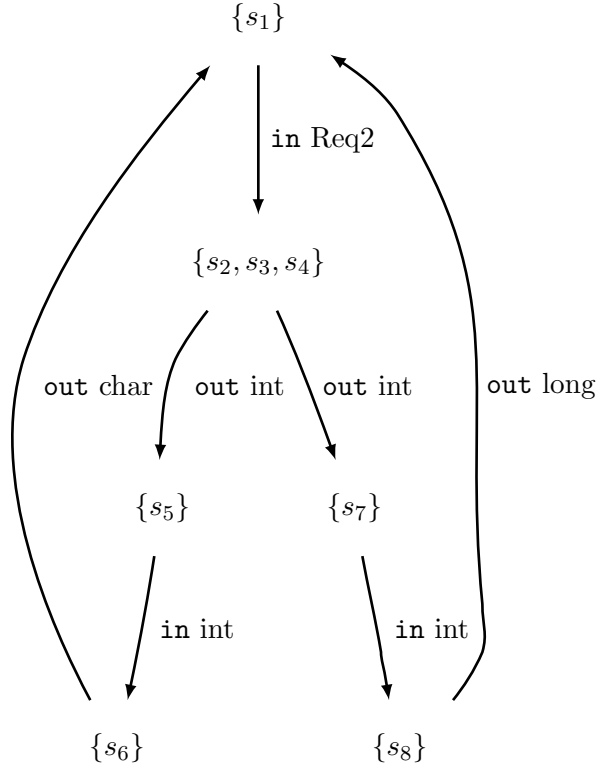 {s₁}
in Req2
{s₂, s₃, s₄}
out char out int out int out long
{s₅} {s₇}
in int in int
{s₆} {s₈}